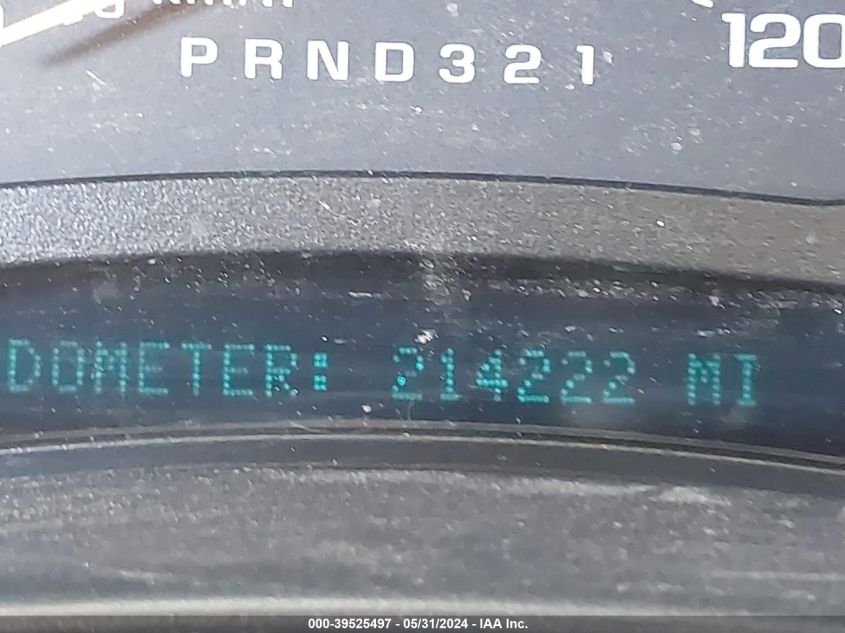 PRND321
120
DOMETER: 214222 MI
000-39525497 - 05/31/2024 - IAA Inc.